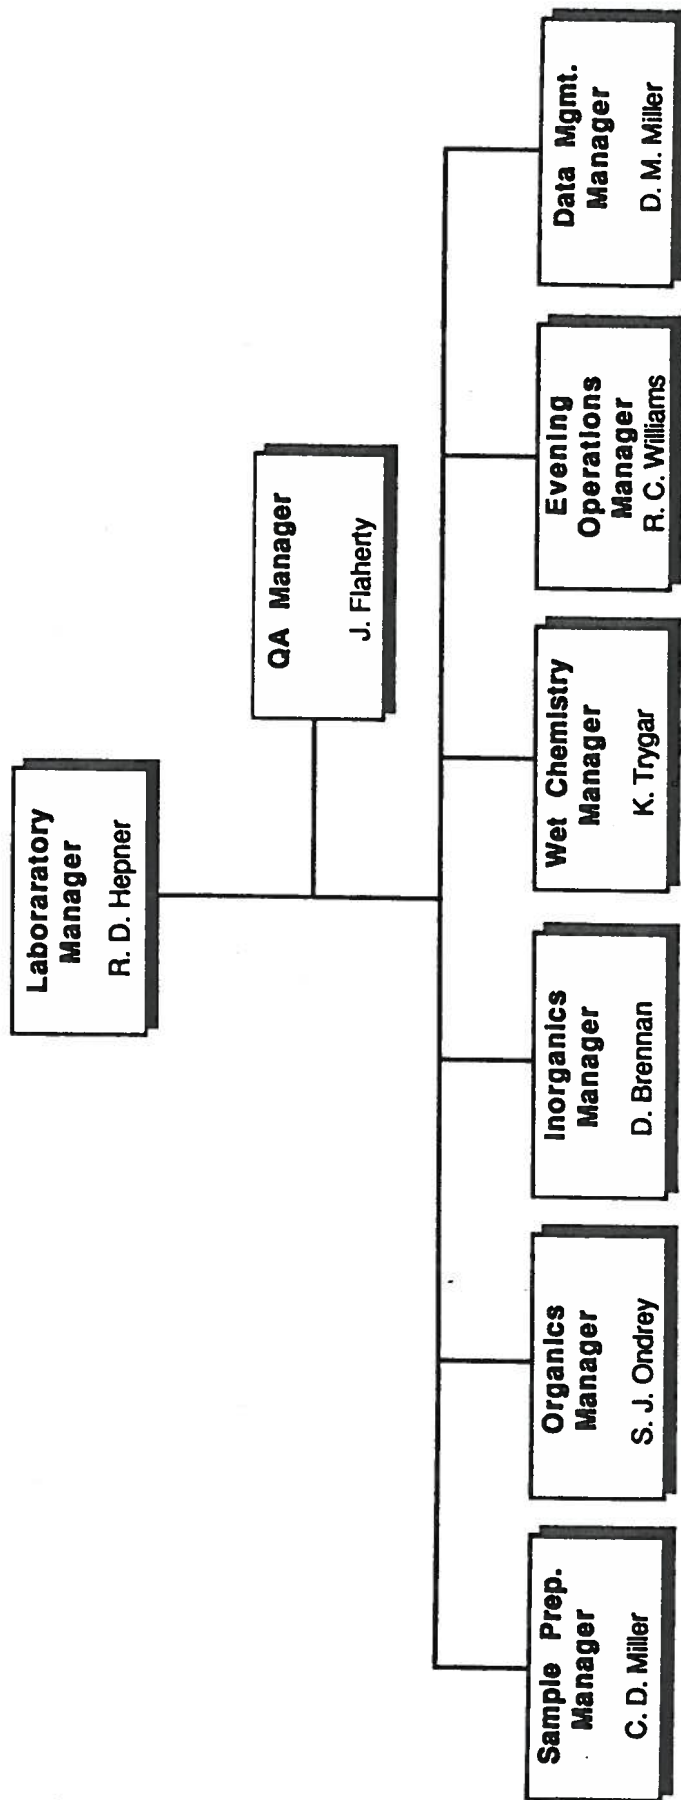 Laboraratory
Manager
R. D. Hepner
QA Manager
J. Flaherty
Sample Prep.
Manager
C. D. Miller
Organics
Manager
S. J. Ondrey
Inorganics
Manager
D. Brennan
Wet Chemistry
Manager
K. Trygar
Evening
Operations
Manager
R. C. Williams
Data Mgmt.
Manager
D. M. Miller